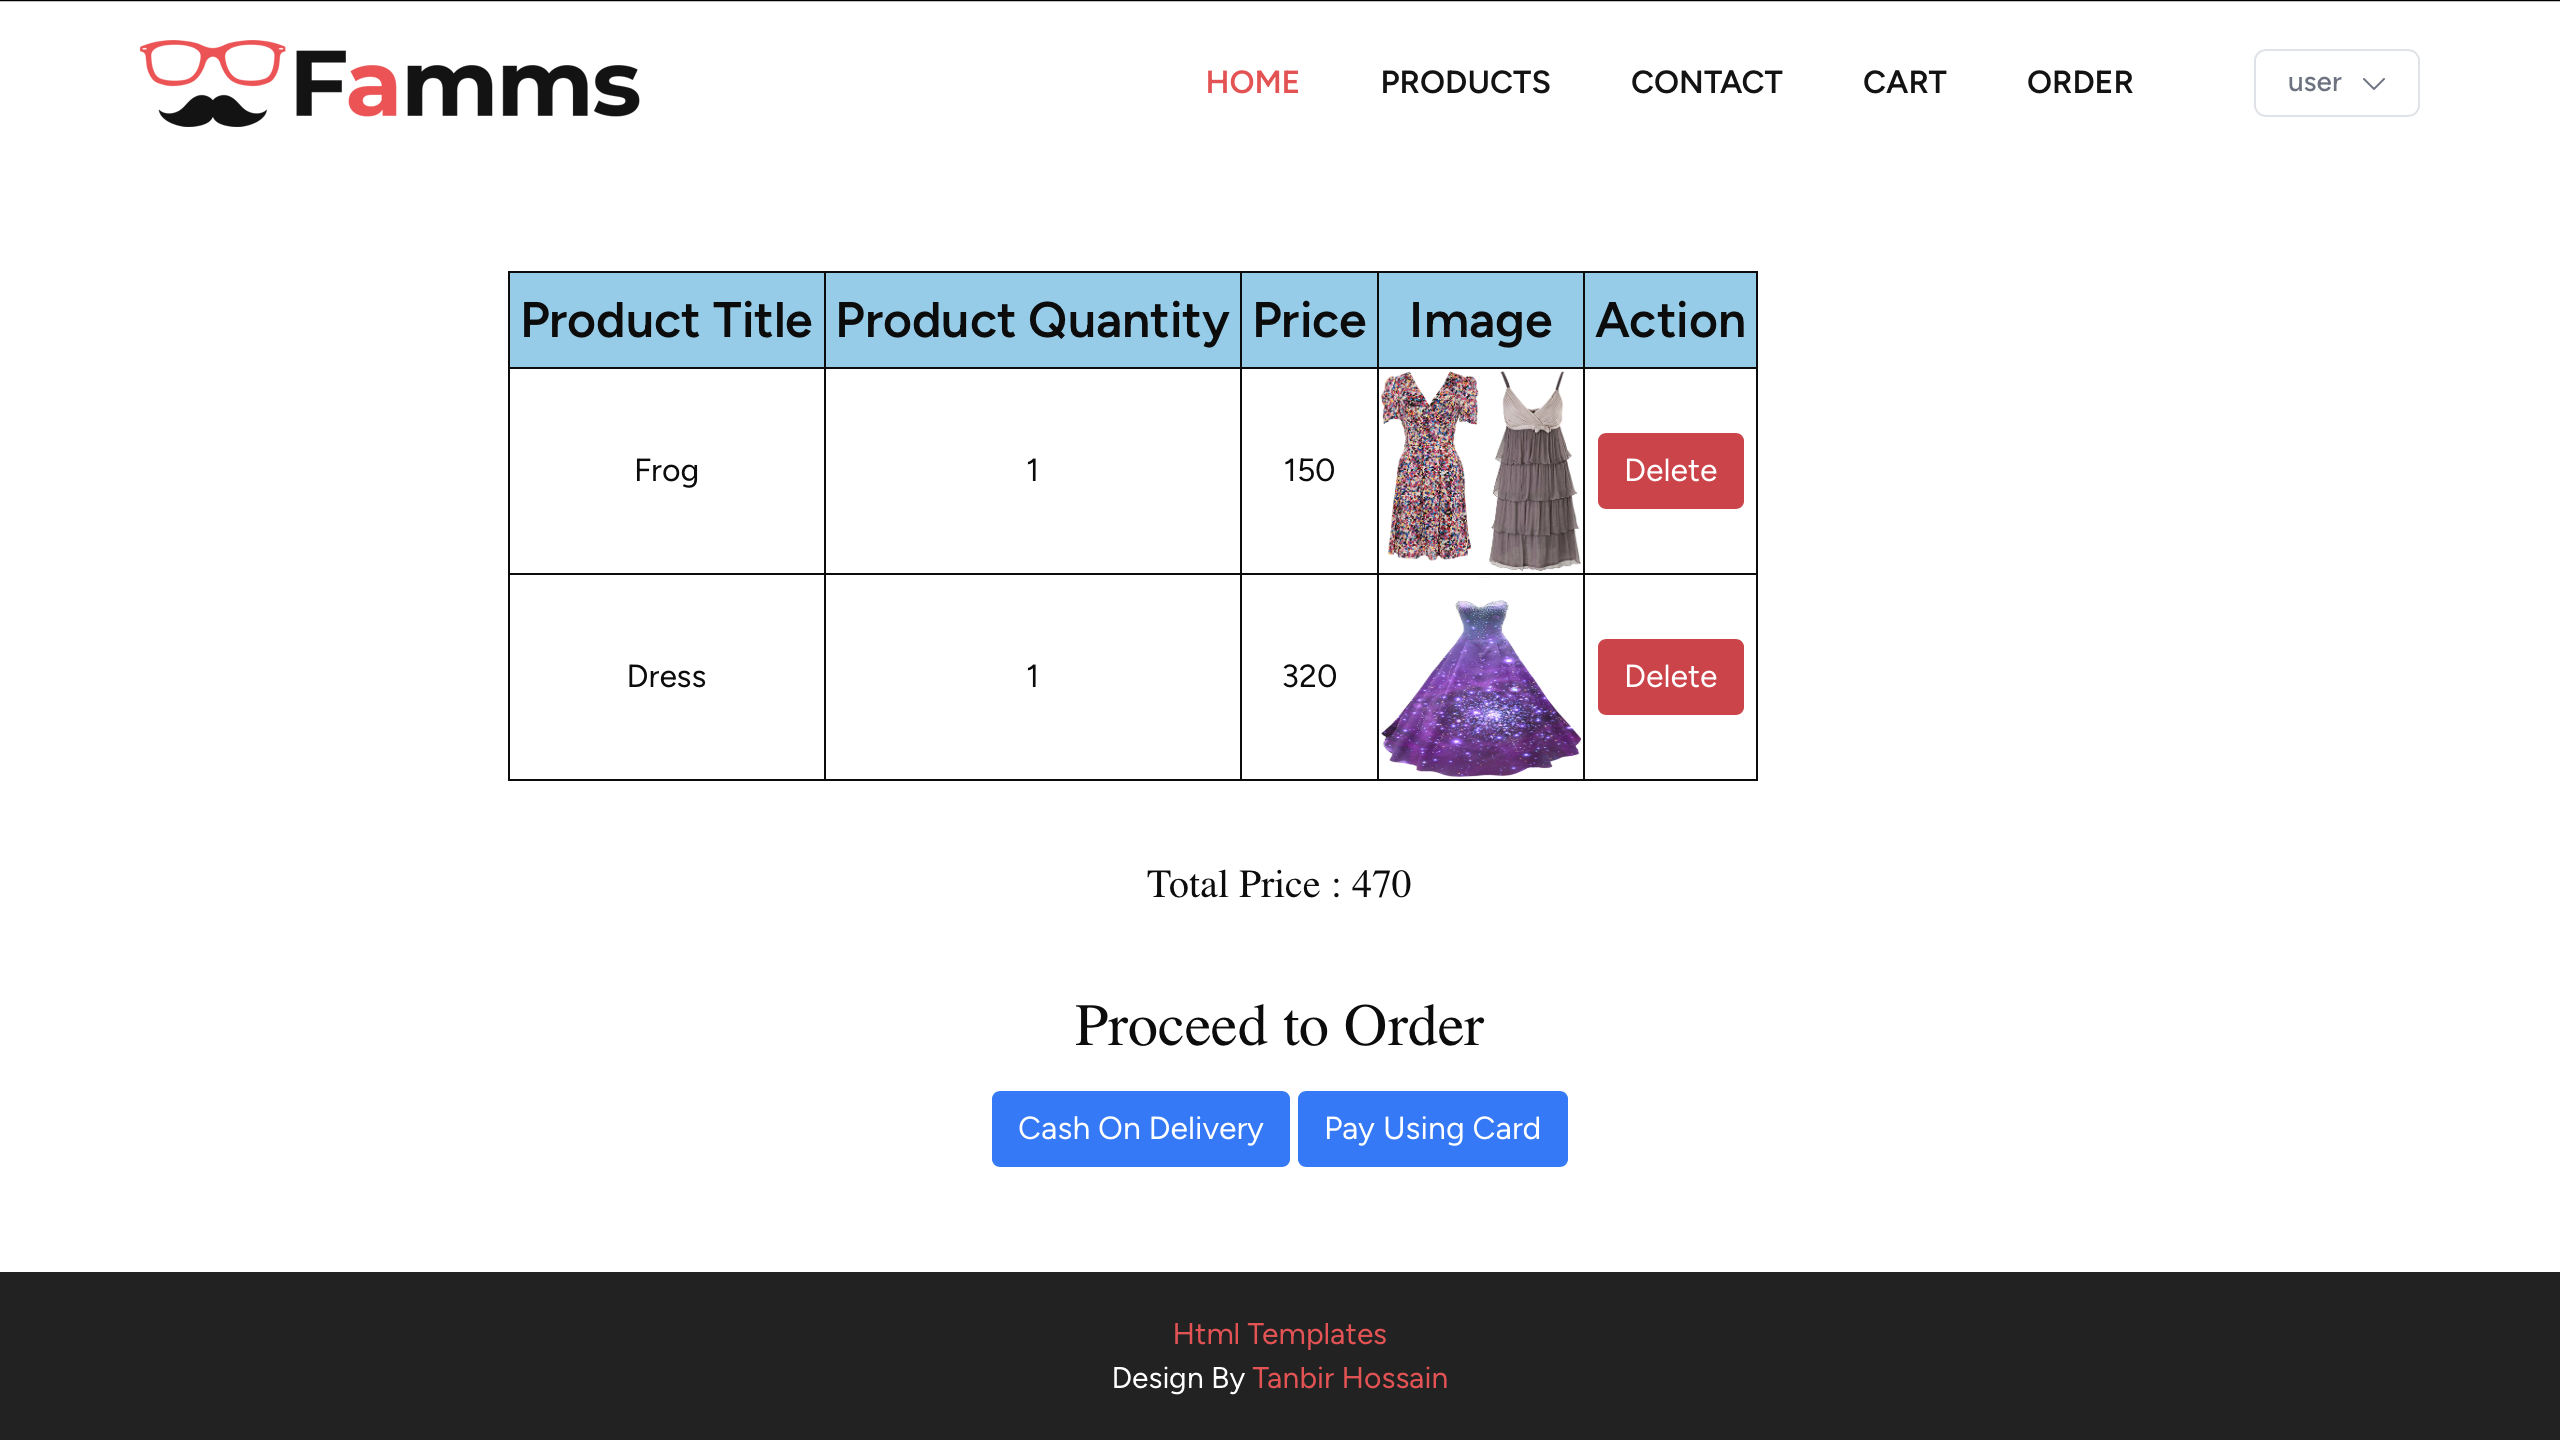 Famms
HOME PRODUCTS CONTACT CART ORDER user
Product Title Product Quantity Price Image Action
Frog 1 150 Delete
Dress 1 320 Delete
Total Price : 470
Proceed to Order
Cash On Delivery Pay Using Card
Html Templates
Design By Tanbir Hossain